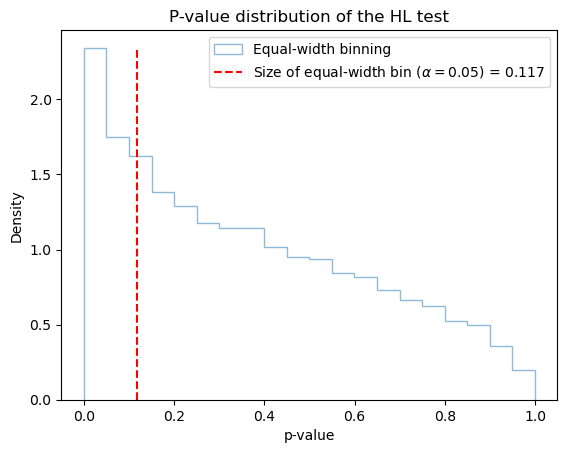 P-value distribution of the HL test
Equal-width binning
Size of equal-width bin (α = 0.05) = 0.117
Density
2.0
1.5
1.0
0.5
0.0
0.0 0.2 0.4 0.6 0.8 1.0
p-value